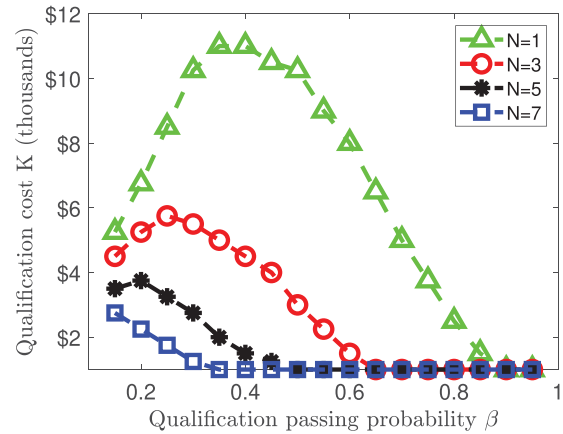 $12
$10
$8
$6
$4
$2
Qualification cost K (thousands)
N=1
N=3
N=5
N=7
0.2 0.4 0.6 0.8 1
Qualification passing probability β